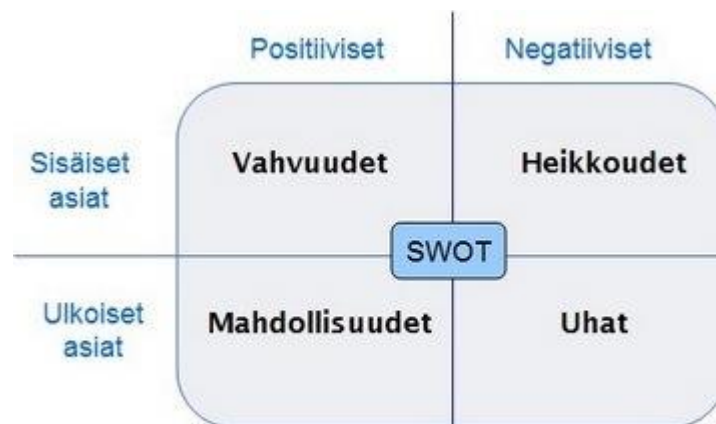 Positiiviset
Negatiiviset
Sisäiset
asiat
Vahvuudet
Heikkoudet
SWOT
Ulkoiset
asiat
Mahdollisuudet
Uhat